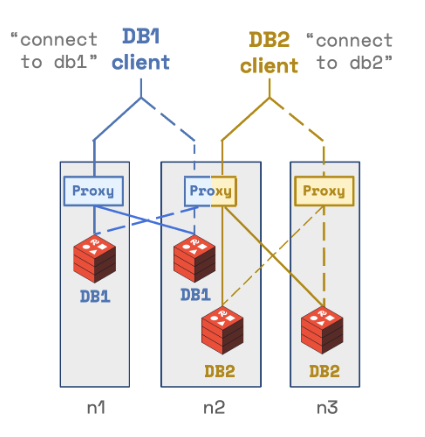 “connect
to db1”
DB1
client
DB2
client
“connect
to db2”
Proxy
Proxy
Proxy
DB1
DB1
DB2
DB2
n1
n2
n3